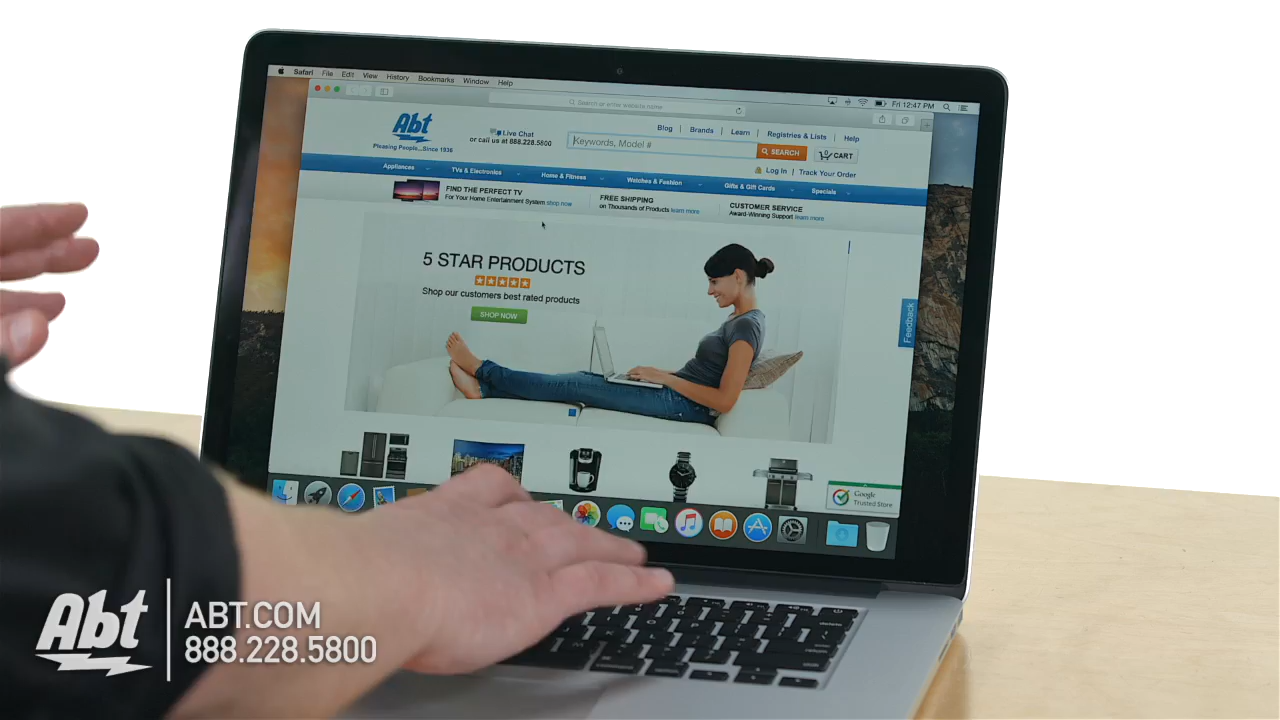 Safari File Edit View History Bookmarks Window Help
Fri 12:47 PM
Search or enter website name
Abt
Pleasing People...Since 1936
Live Chat
or call us at 888.228.5800
Blog | Brands | Learn | Registries & Lists | Help
Keywords, Model #
SEARCH
CART
Log In | Track Your Order
Appliances TVs & Electronics Home & Fitness Watches & Fashion Gifts & Gift Cards Specials
FIND THE PERFECT TV
For Your Home Entertainment System shop now
FREE SHIPPING
on Thousands of Products learn more
CUSTOMER SERVICE
Award-Winning Support learn more
5 STAR PRODUCTS
Shop our customers best rated products
SHOP NOW
Feedback
Google
Trusted Store
Abt
ABT.COM
888.228.5800